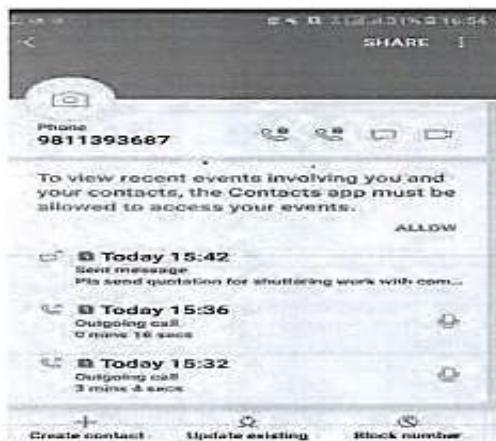 51% 16:54
SHARE
Phone
9811393687
To view recent events involving you and
your contacts, the Contacts app must be
allowed to access your events.
ALLOW
Today 15:42
Sent message
Pls send quotation for shuttering work with com...
Today 15:36
Outgoing call
0 mins 16 secs
Today 15:32
Outgoing call
3 mins 4 secs
Create contact
Update existing
Block number